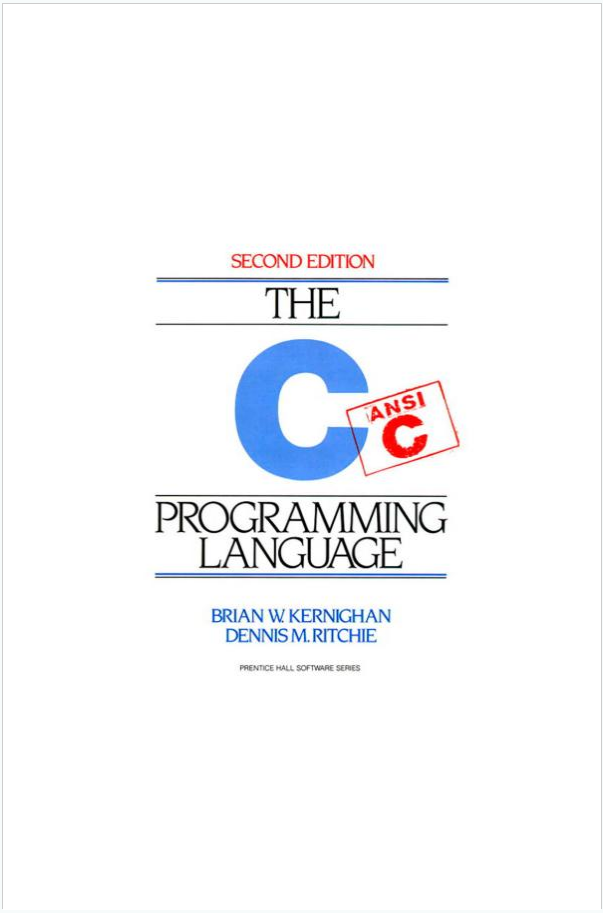 SECOND EDITION
THE
C
ANSI
C
PROGRAMMING
LANGUAGE
BRIAN W. KERNIGHAN
DENNIS M. RITCHIE
PRENTICE HALL SOFTWARE SERIES